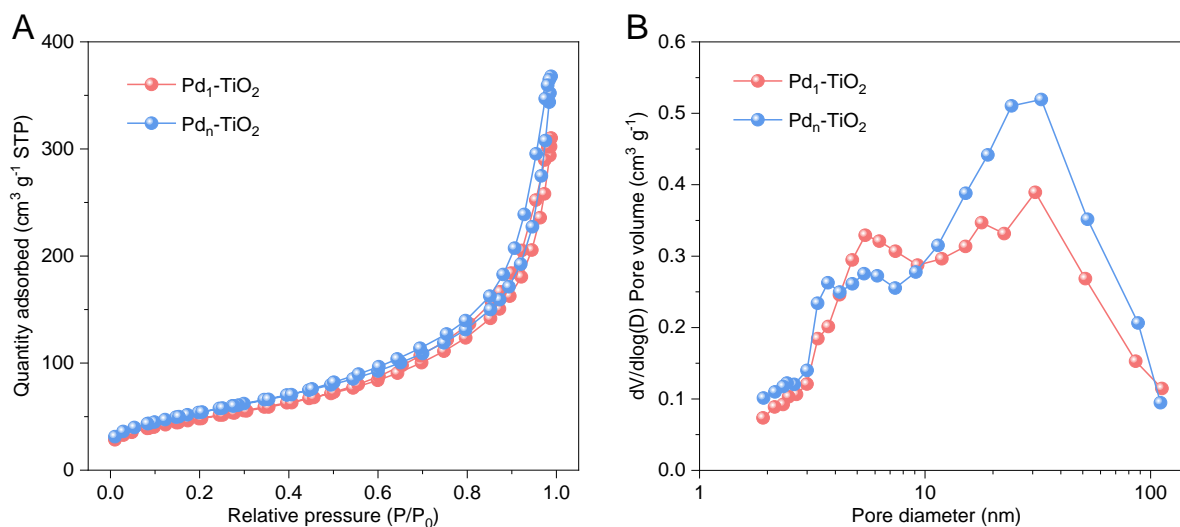 A
400
300
200
100
0
Quantity adsorbed (cm³ g⁻¹ STP)
Pd₁-TiO₂
Pdₙ-TiO₂
0.0 0.2 0.4 0.6 0.8 1.0
Relative pressure (P/P₀)
B
0.6
0.5
0.4
0.3
0.2
0.1
0.0
dV/dlog(D) Pore volume (cm³ g⁻¹)
Pd₁-TiO₂
Pdₙ-TiO₂
1 10 100
Pore diameter (nm)